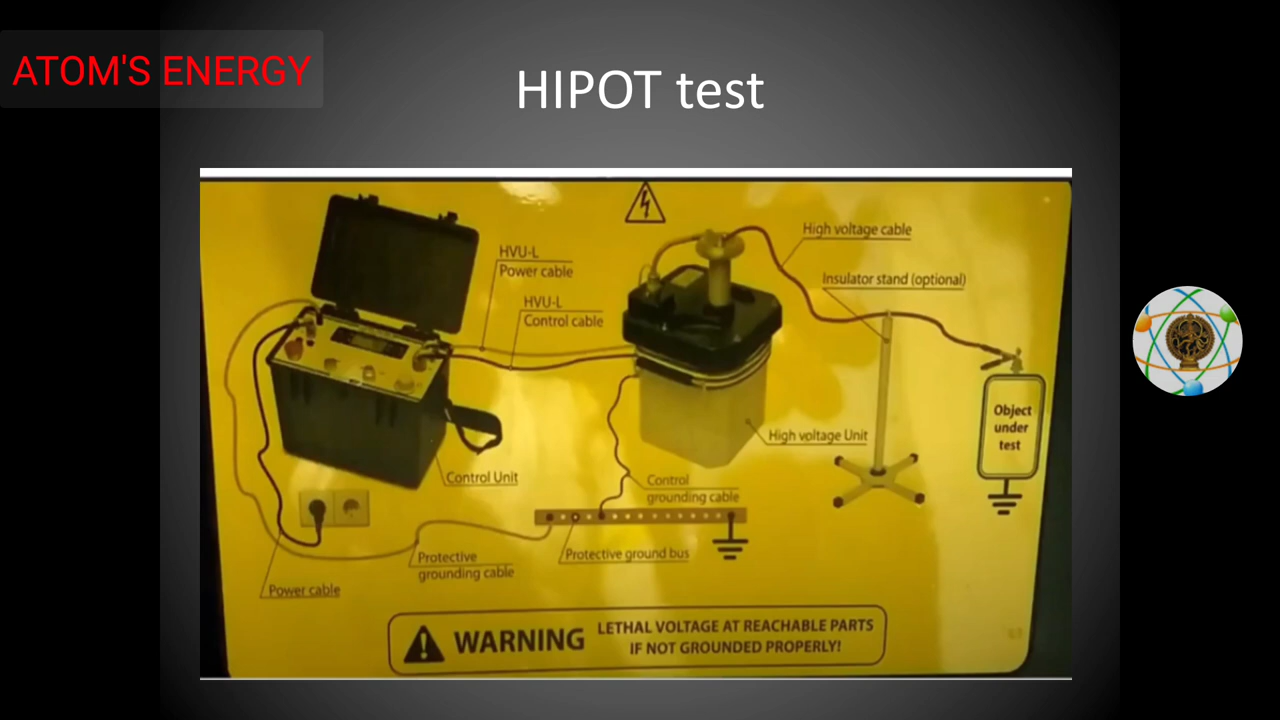 ATOM'S ENERGY
HIPOT test
HVU-L
Power cable
HVU-L
Control cable
High voltage cable
Insulator stand (optional)
Object
under
test
High voltage Unit
Control Unit
Control
grounding cable
Protective
grounding cable
Protective ground bus
Power cable
WARNING
LETHAL VOLTAGE AT REACHABLE PARTS
IF NOT GROUNDED PROPERLY!